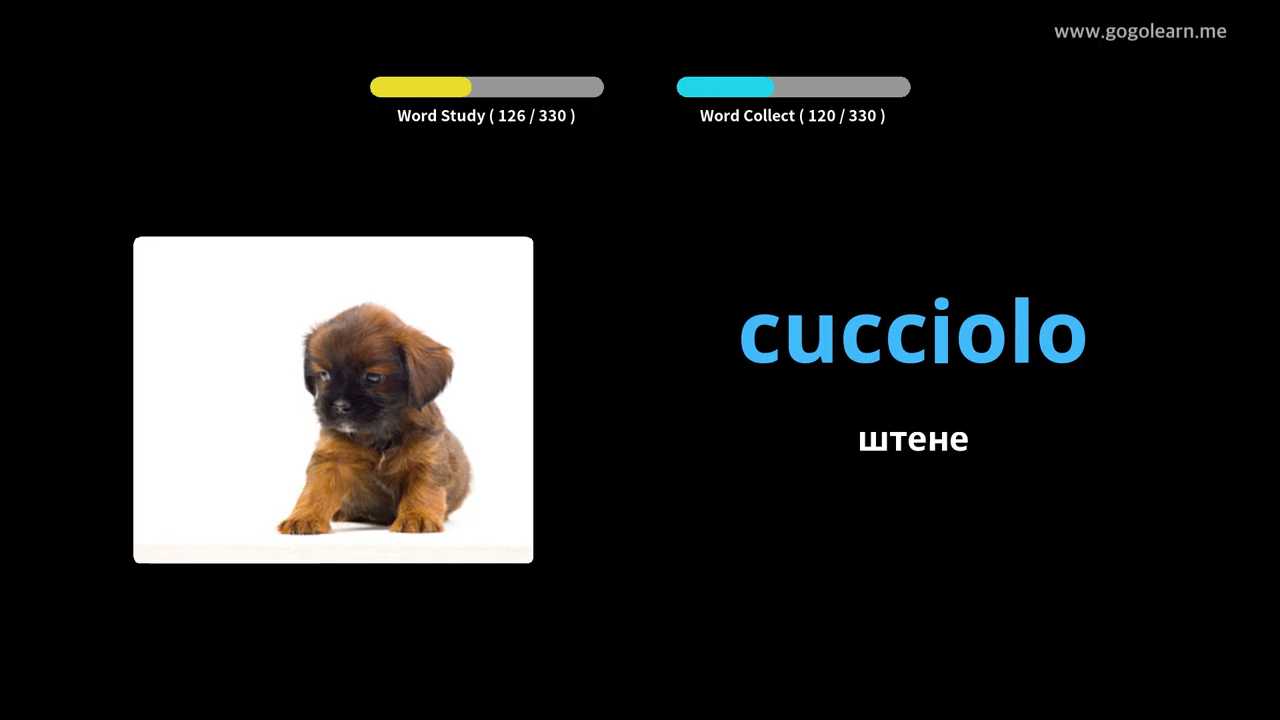 www.gogolearn.me
Word Study ( 126 / 330 )
Word Collect ( 120 / 330 )
cucciolo
штене